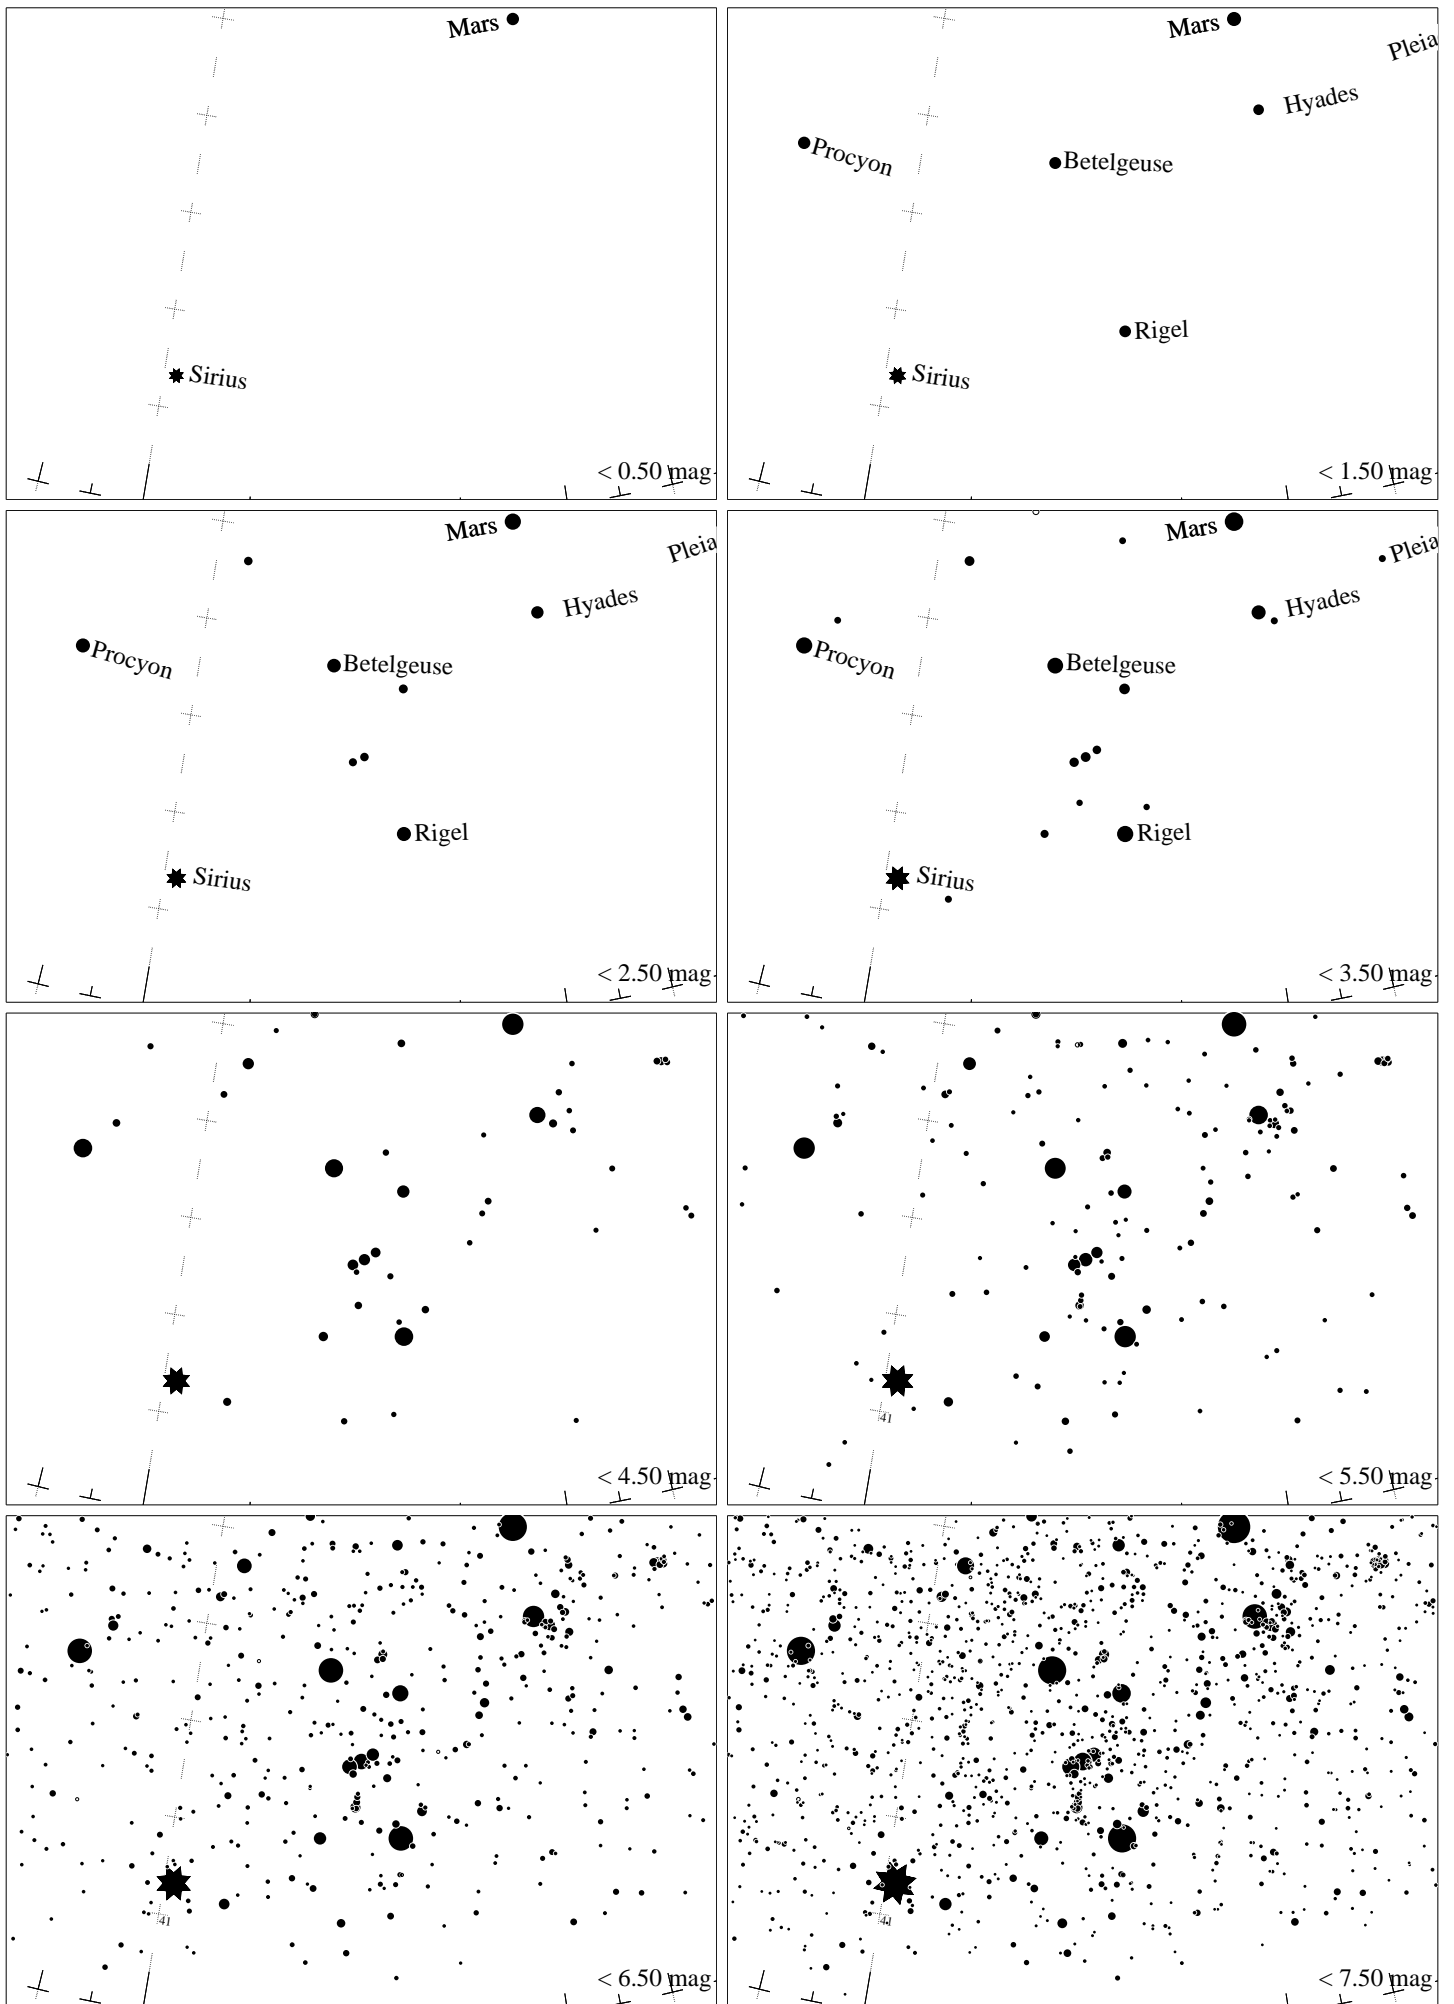 Mars
Sirius
< 0.50 mag
Mars
Pleia
Hyades
Procyon
Betelgeuse
Rigel
Sirius
< 1.50 mag
Mars
Pleia
Hyades
Procyon
Betelgeuse
Rigel
Sirius
< 2.50 mag
Mars
Pleia
Hyades
Procyon
Betelgeuse
Rigel
Sirius
< 3.50 mag
< 4.50 mag
41
< 5.50 mag
41
< 6.50 mag
41
< 7.50 mag